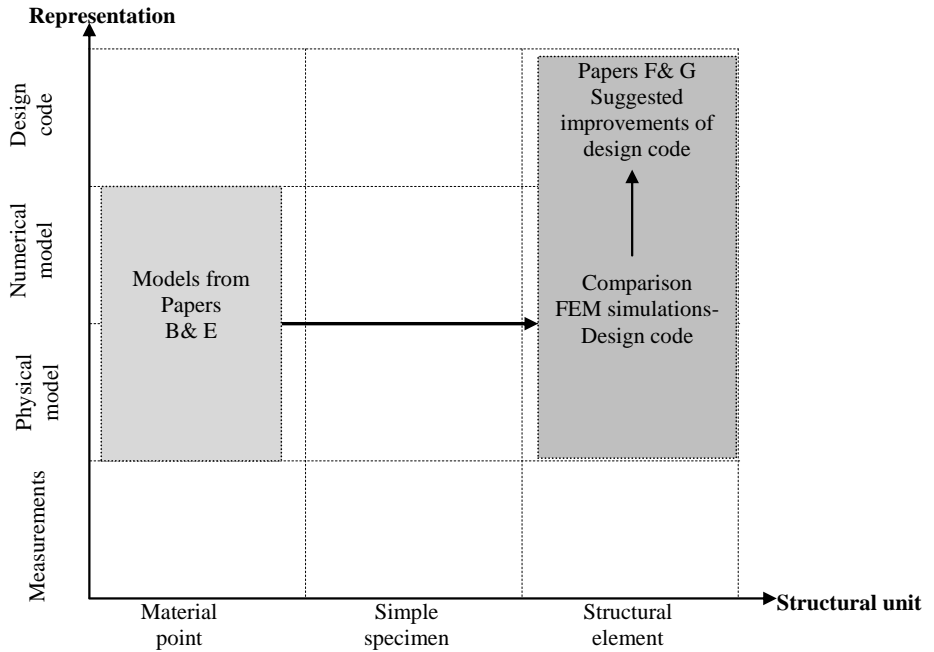 Representation
Design
code
Numerical
model
Physical
model
Measurements
Papers F& G
Suggested
improvements of
design code
Models from
Papers
B& E
Comparison
FEM simulations-
Design code
Material
point
Simple
specimen
Structural
element
Structural unit